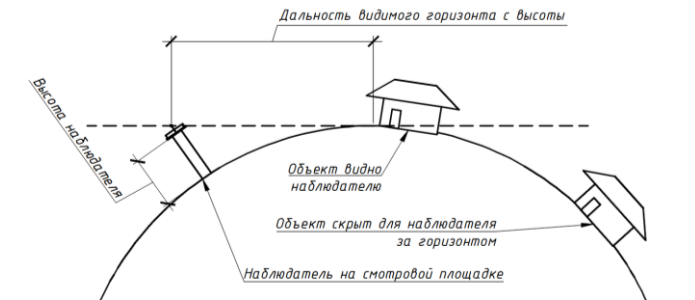 Дальность видимого горизонта с высоты
Высота наблюдателя
Объект видно
наблюдателю
Объект скрыт для наблюдателя
за горизонтом
Наблюдатель на смотровой площадке